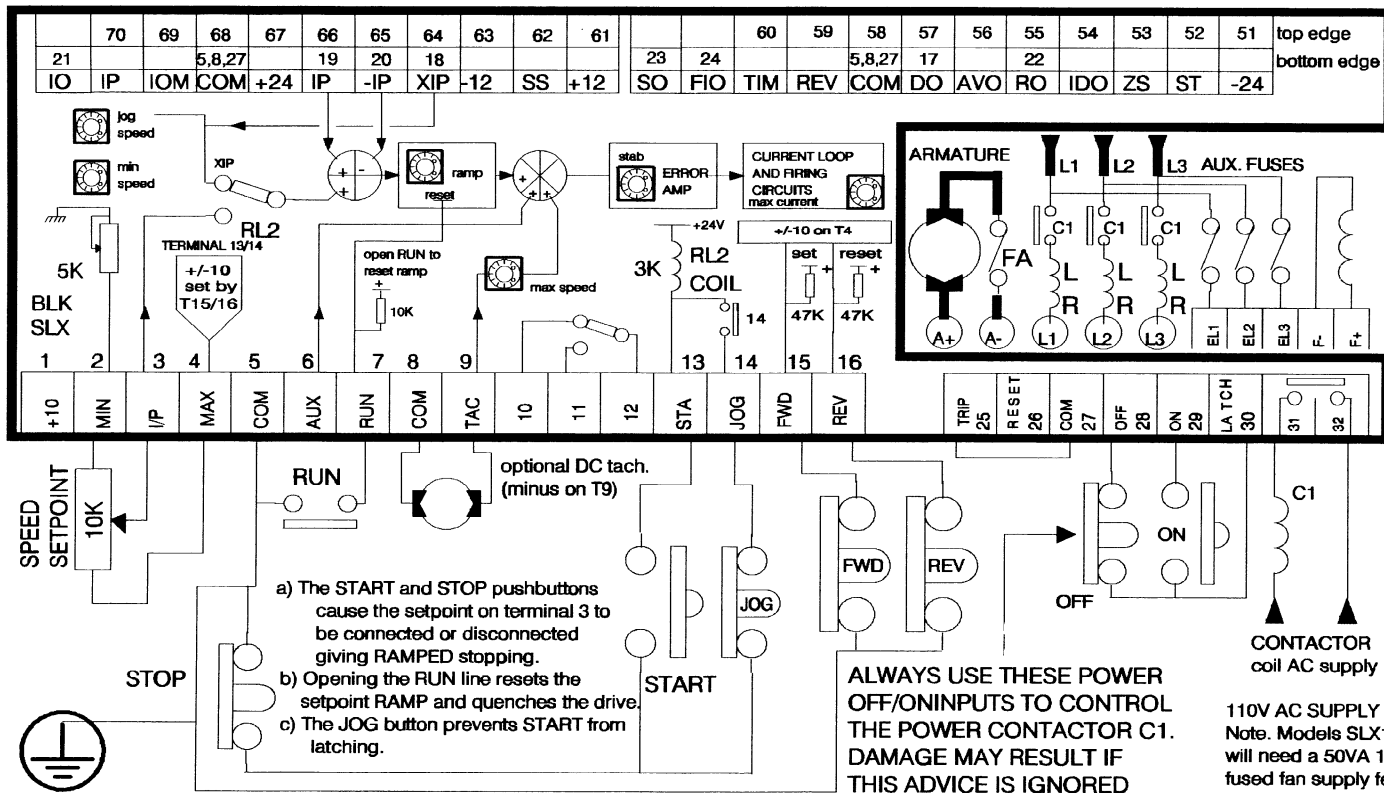 70 69 68 67 66 65 64 63 62 61 60 59 58 57 56 55 54 53 52 51 top edge
21 5,8,27 19 20 18 23 24 5,8,27 17 22 bottom edge
IO IP IOM COM +24 IP -IP XIP -12 SS +12 SO FIO TIM REV COM DO AVO RO IDO ZS ST -24
jog
speed
min
speed
XIP
RL2
5K
BLK
SLX
TERMINAL 13/14
+/-10
set by
T15/16
+ -
+
ramp
reset
+
+ +
open RUN to
reset ramp
+
10K
max speed
stab
ERROR
AMP
CURRENT LOOP
AND FIRING
CIRCUITS
max current
+24V
3K
RL2
COIL
14
+/-10 on T4
set +
reset +
47K 47K
ARMATURE
FA
L1 L2 L3 AUX. FUSES
C1 C1 C1
L L L
R R R
A+ A- L1 L2 L3 EL1 EL2 EL3 F- F+
1 2 3 4 5 6 7 8 9 13 14 15 16
+10 MIN I/P MAX COM AUX RUN COM TAC 10 11 12 STA JOG FWD REV
TRIP 25
RESET 26
COM 27
OFF 28
ON 29
LATCH 30
31
32
SPEED
SETPOINT
10K
RUN
optional DC tach.
(minus on T9)
STOP
a) The START and STOP pushbuttons
cause the setpoint on terminal 3 to
be connected or disconnected
giving RAMPED stopping.
b) Opening the RUN line resets the
setpoint RAMP and quenches the drive.
c) The JOG button prevents START from
latching.
START
JOG
FWD
REV
OFF
ON
C1
CONTACTOR
coil AC supply
ALWAYS USE THESE POWER
OFF/ONINPUTS TO CONTROL
THE POWER CONTACTOR C1.
DAMAGE MAY RESULT IF
THIS ADVICE IS IGNORED
110V AC SUPPLY
Note. Models SLX1
will need a 50VA 1
fused fan supply fe